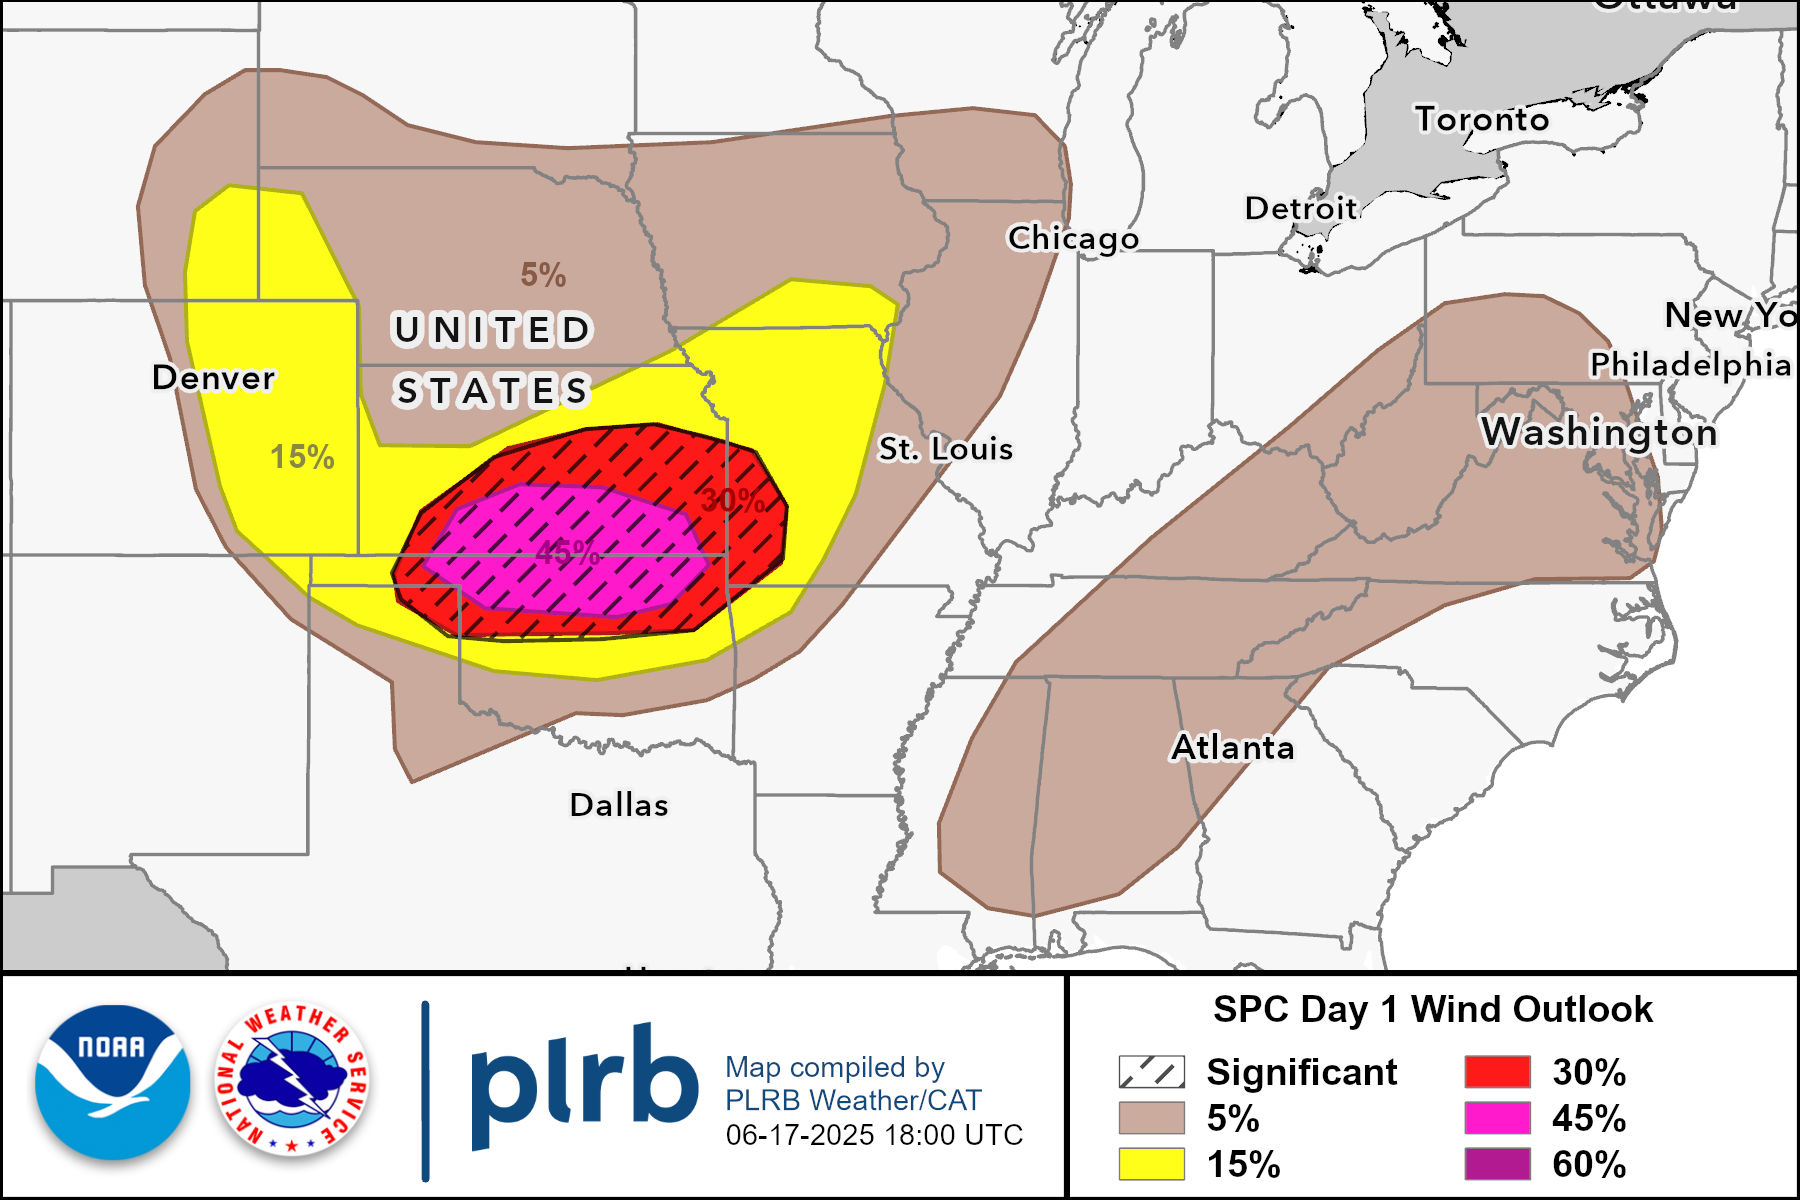 Ottawa
Toronto
Detroit
Chicago
5%
UNITED
STATES
New Yo
Denver
Philadelphia
Washington
15%
St. Louis
30%
45%
Atlanta
Dallas
NOAA
NATIONAL WEATHER SERVICE
plrb
Map compiled by
PLRB Weather/CAT
06-17-2025 18:00 UTC
SPC Day 1 Wind Outlook
Significant
5%
15%
30%
45%
60%